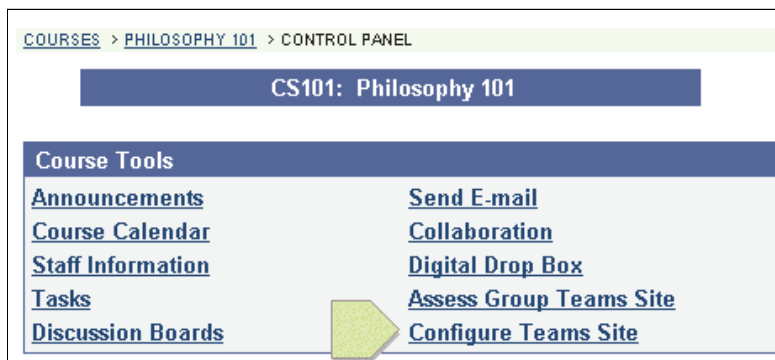 COURSES > PHILOSOPHY 101 > CONTROL PANEL
CS101: Philosophy 101
Course Tools
Announcements
Send E-mail
Course Calendar
Collaboration
Staff Information
Digital Drop Box
Tasks
Assess Group Teams Site
Discussion Boards
Configure Teams Site